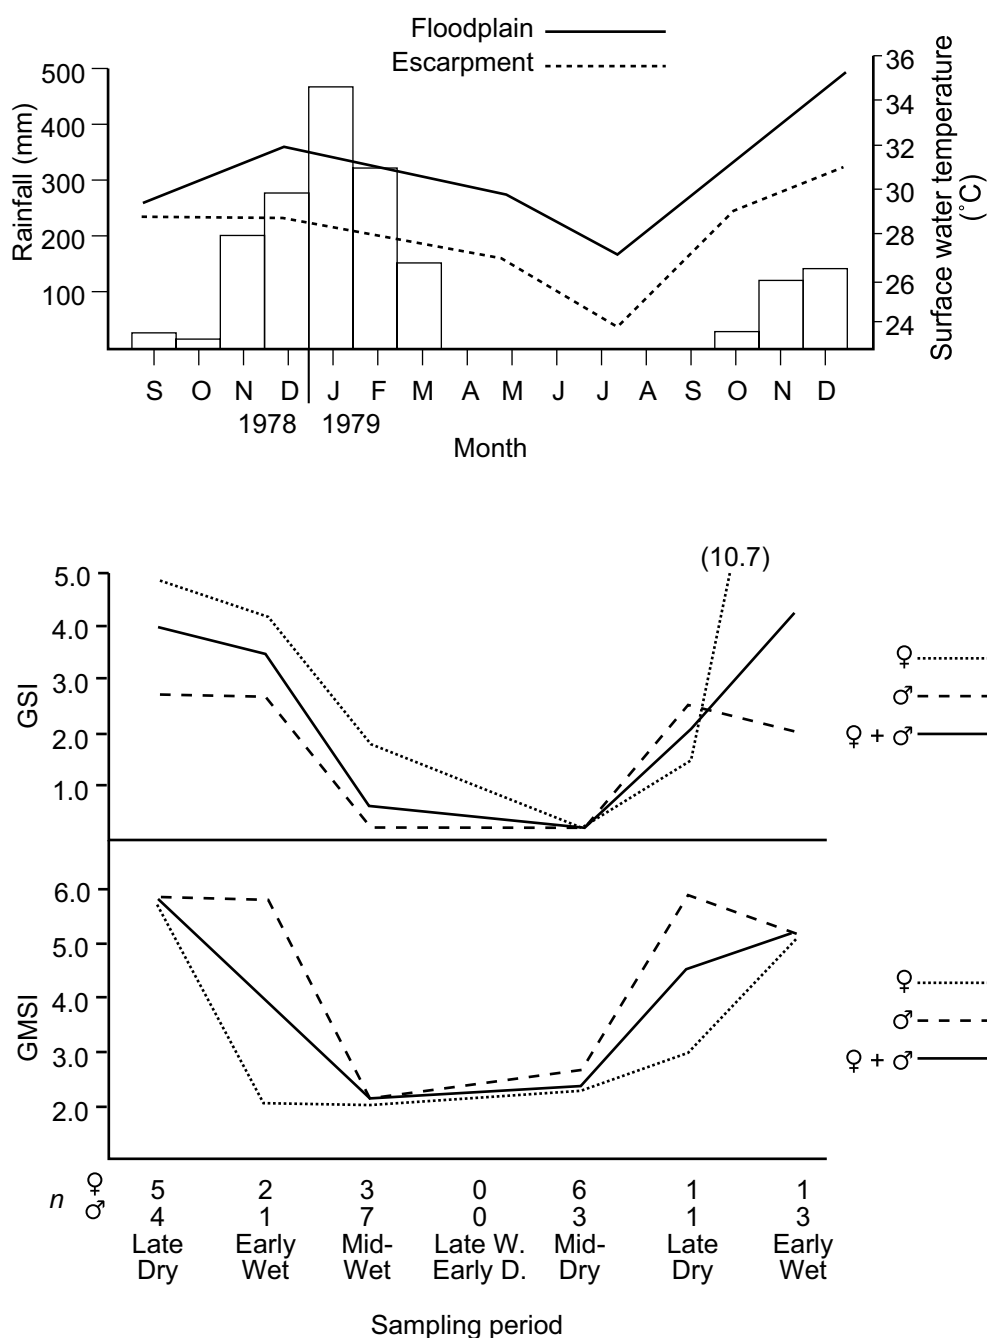 Floodplain
Escarpment
500
400
300
200
100
Rainfall (mm)
36
34
32
30
28
26
24
Surface water temperature
(˚C)
S O N D J F M A M J J A S O N D
1978 1979
Month
(10.7)
5.0
4.0
3.0
2.0
1.0
GSI
♀
♂
♀ + ♂
6.0
5.0
4.0
3.0
2.0
GMSI
♀
♂
♀ + ♂
n ♀ 5 2 3 0 6 1 1
♂ 4 1 7 0 3 1 3
Late Early Mid- Late W. Mid- Late Early
Dry Wet Wet Early D. Dry Dry Wet
Sampling period